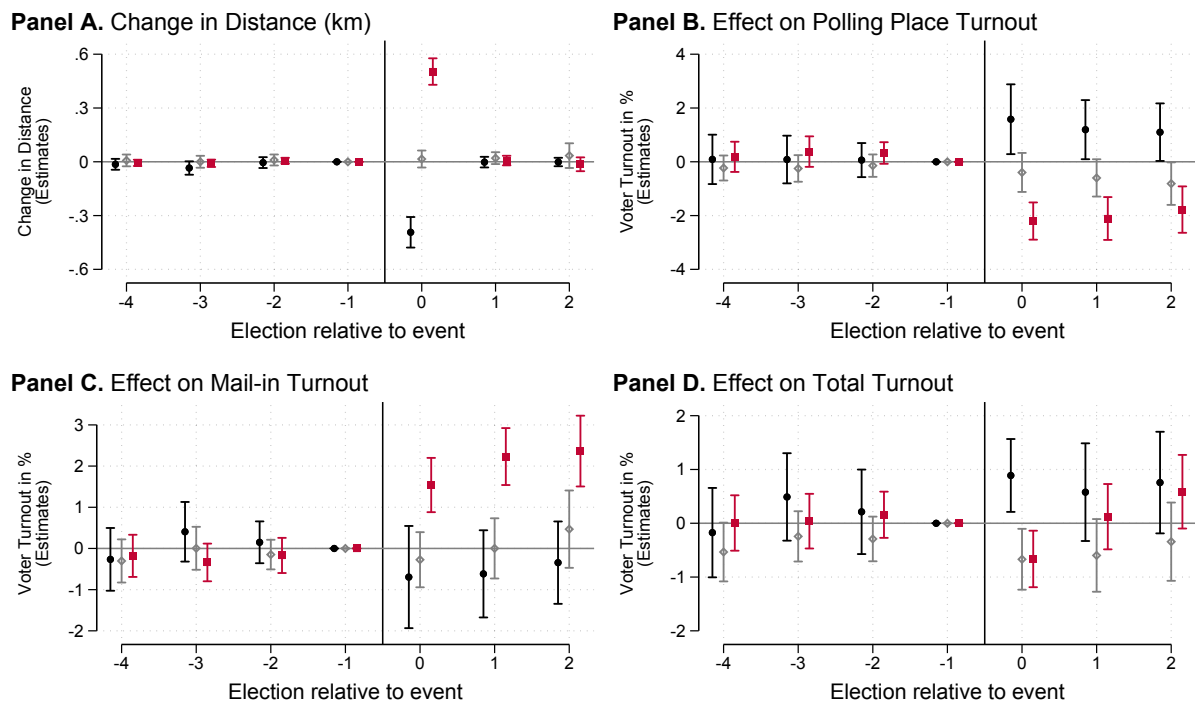 Panel A. Change in Distance (km)
Change in Distance
(Estimates)
.6
.3
0
-.3
-.6
-4 -3 -2 -1 0 1 2
Election relative to event
Panel B. Effect on Polling Place Turnout
Voter Turnout in %
(Estimates)
4
2
0
-2
-4
-4 -3 -2 -1 0 1 2
Election relative to event
Panel C. Effect on Mail-in Turnout
Voter Turnout in %
(Estimates)
3
2
1
0
-1
-2
-4 -3 -2 -1 0 1 2
Election relative to event
Panel D. Effect on Total Turnout
Voter Turnout in %
(Estimates)
2
1
0
-1
-2
-4 -3 -2 -1 0 1 2
Election relative to event